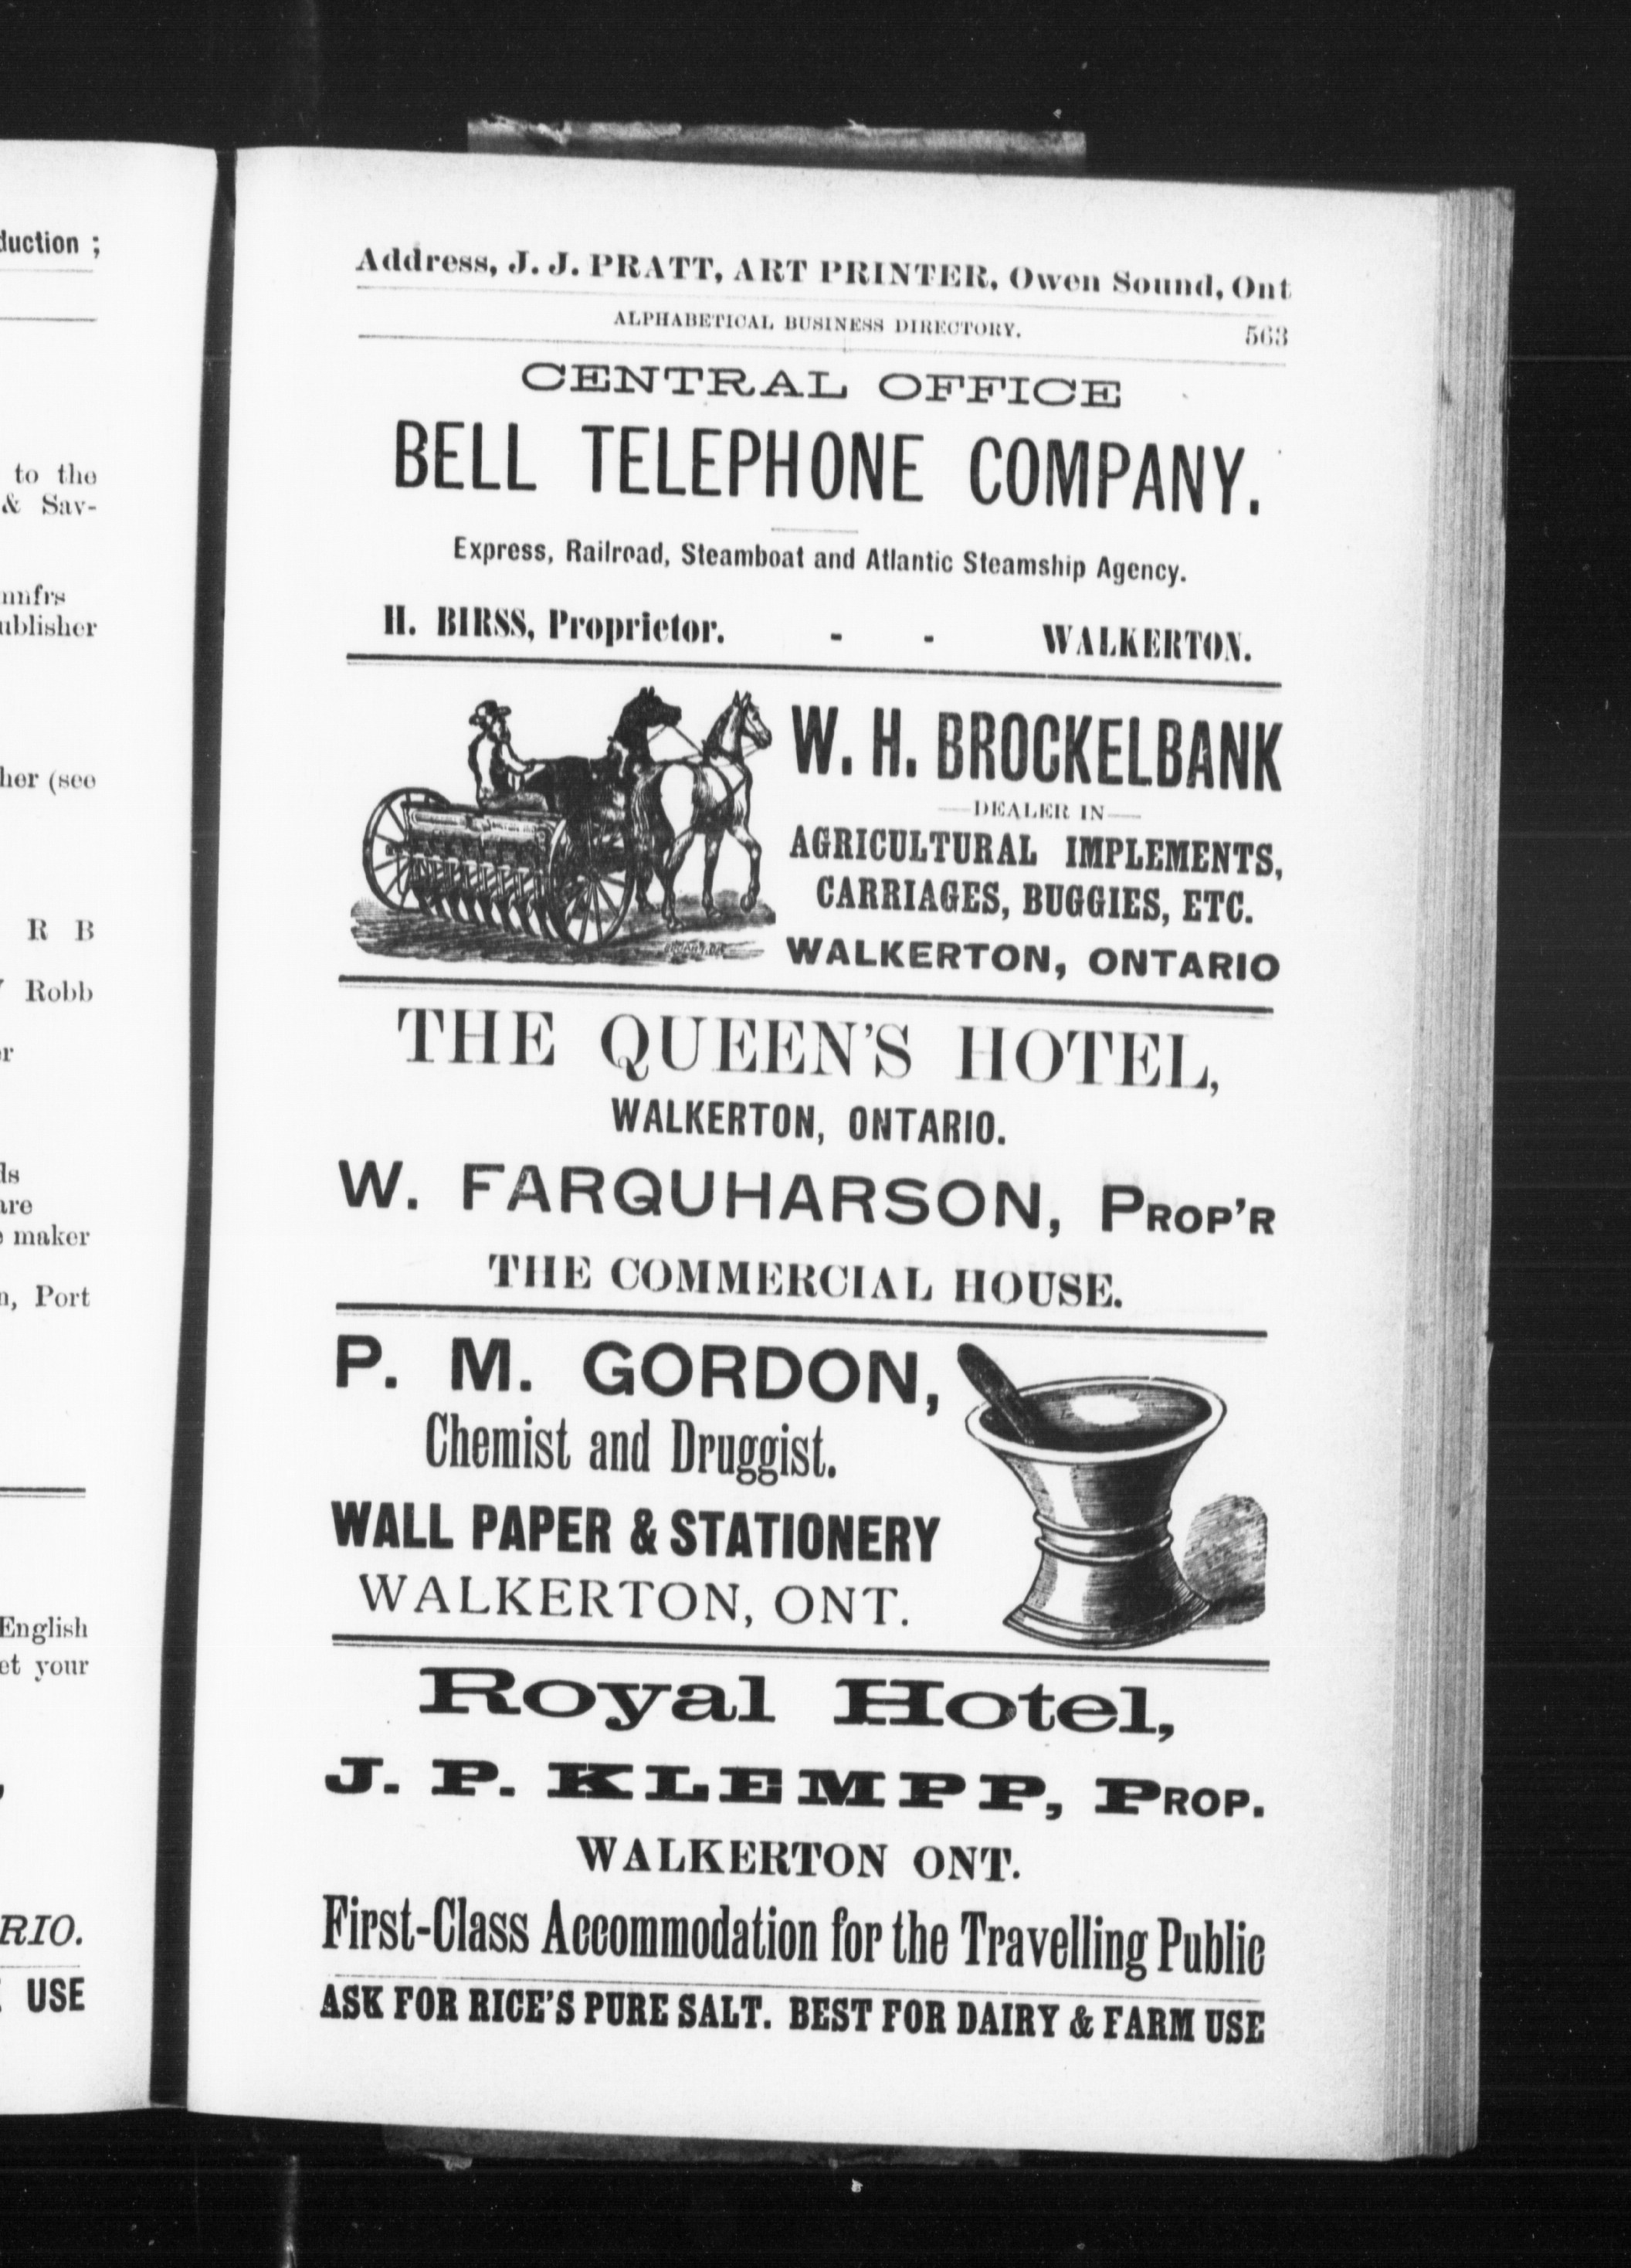 duction ;
to the
& Sav-
mnfrs
ublisher
her (see
R B
Robb
r
ds
are
maker
n, Port
English
et your
RIO.
USE
Address, J. J. PRATT, ART PRINTER, Owen Sound, Ont
ALPHABETICAL BUSINESS DIRECTORY. 563
CENTRAL OFFICE
BELL TELEPHONE COMPANY.
Express, Railroad, Steamboat and Atlantic Steamship Agency.
H. BIRSS, Proprietor. - - WALKERTON.
W. H. BROCKELBANK
—DEALER IN—
AGRICULTURAL IMPLEMENTS,
CARRIAGES, BUGGIES, ETC.
WALKERTON, ONTARIO
THE QUEEN'S HOTEL,
WALKERTON, ONTARIO.
W. FARQUHARSON, PROP'R
THE COMMERCIAL HOUSE.
P. M. GORDON,
Chemist and Druggist.
WALL PAPER & STATIONERY
WALKERTON, ONT.
Royal Hotel,
J. P. KLEMPP, PROP.
WALKERTON ONT.
First-Class Accommodation for the Travelling Public
ASK FOR RICE'S PURE SALT. BEST FOR DAIRY & FARM USE